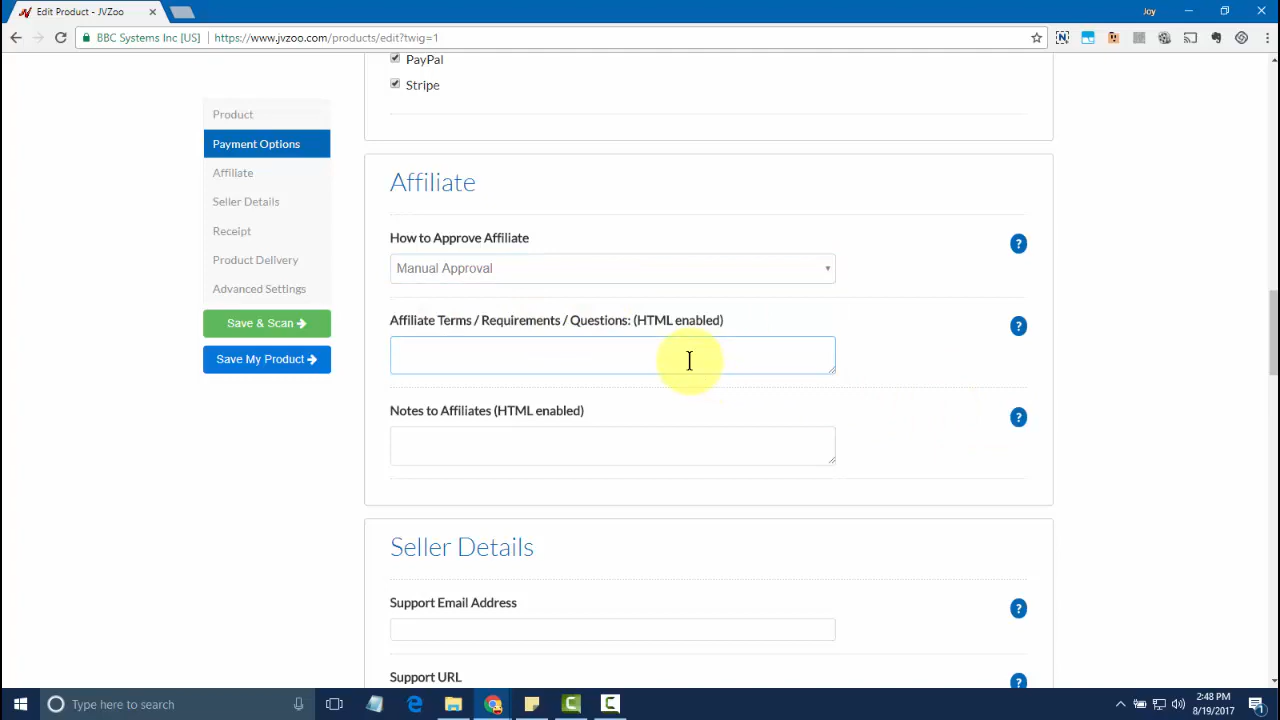 Edit Product - JVZoo
Joy
BBC Systems Inc [US] https://www.jvzoo.com/products/edit?twig=1
PayPal
Stripe
Product
Payment Options
Affiliate
Seller Details
Receipt
Product Delivery
Advanced Settings
Save & Scan
Save My Product
Affiliate
How to Approve Affiliate
?
Manual Approval
Affiliate Terms / Requirements / Questions: (HTML enabled)
?
Notes to Affiliates (HTML enabled)
?
Seller Details
Support Email Address
?
Support URL
?
Type here to search
2:48 PM
8/19/2017